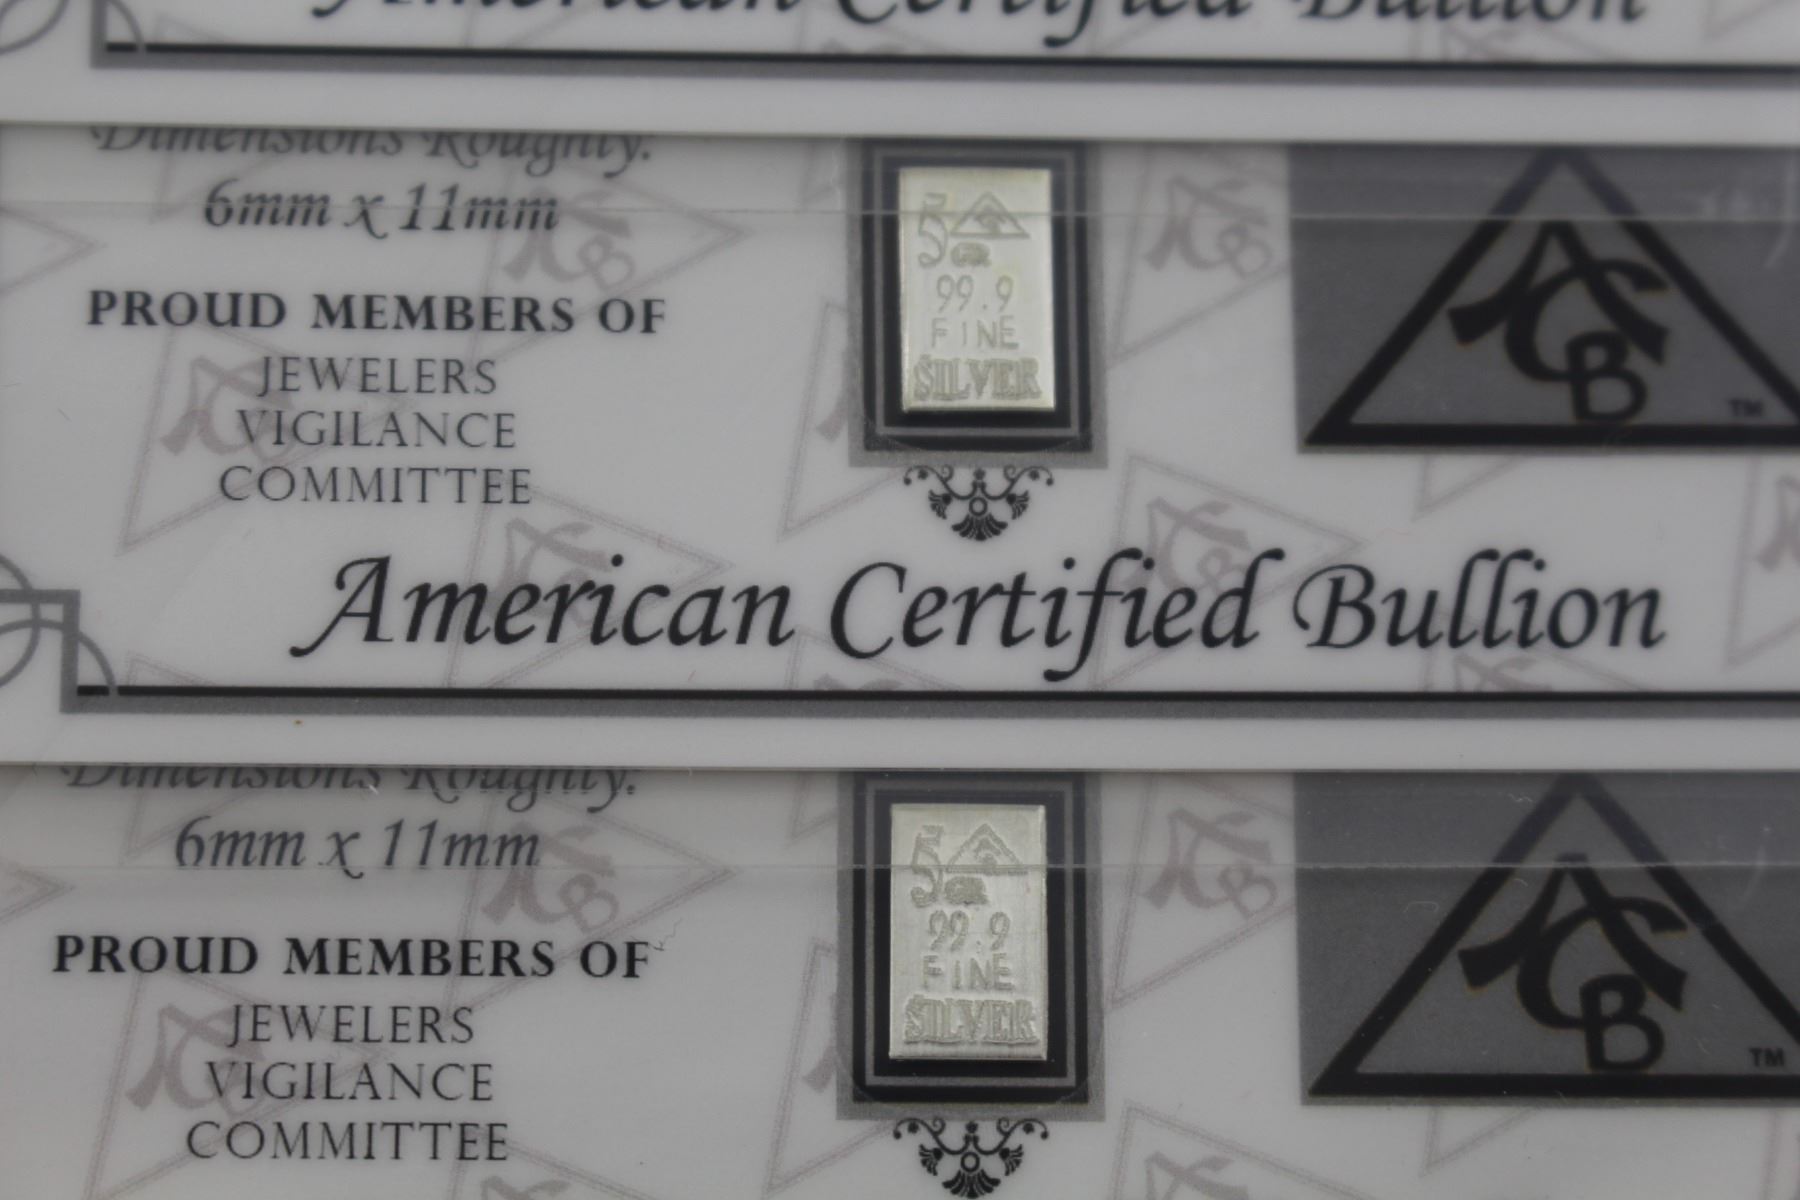 American Certified Bullion
Dimensions Roughly:
6mm x 11mm
PROUD MEMBERS OF
JEWELERS
VIGILANCE
COMMITTEE
5
GR
99.9
FINE
SILVER
ACB
TM
American Certified Bullion
Dimensions Roughly:
6mm x 11mm
PROUD MEMBERS OF
JEWELERS
VIGILANCE
COMMITTEE
5
GR
99.9
FINE
SILVER
ACB
TM